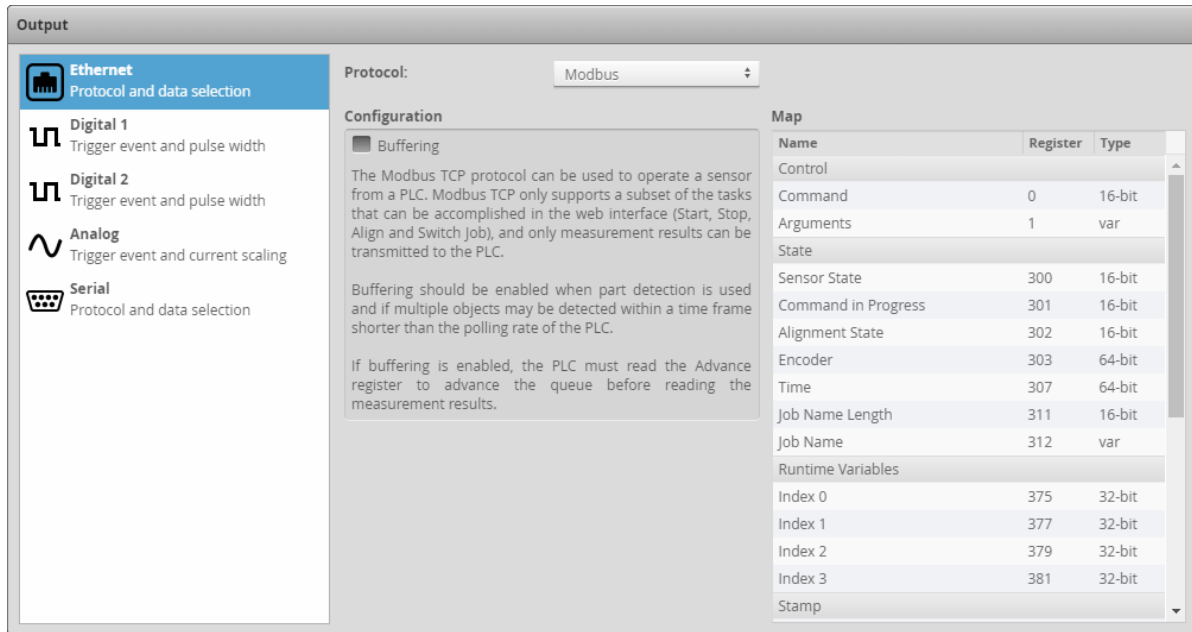 Output
Ethernet
Protocol and data selection
Digital 1
Trigger event and pulse width
Digital 2
Trigger event and pulse width
Analog
Trigger event and current scaling
Serial
Protocol and data selection
Protocol: Modbus
Configuration
Buffering
The Modbus TCP protocol can be used to operate a sensor
from a PLC. Modbus TCP only supports a subset of the tasks
that can be accomplished in the web interface (Start, Stop,
Align and Switch Job), and only measurement results can be
transmitted to the PLC.
Buffering should be enabled when part detection is used
and if multiple objects may be detected within a time frame
shorter than the polling rate of the PLC.
If buffering is enabled, the PLC must read the Advance
register to advance the queue before reading the
measurement results.
Map
Name Register Type
Control
Command 0 16-bit
Arguments 1 var
State
Sensor State 300 16-bit
Command in Progress 301 16-bit
Alignment State 302 16-bit
Encoder 303 64-bit
Time 307 64-bit
Job Name Length 311 16-bit
Job Name 312 var
Runtime Variables
Index 0 375 32-bit
Index 1 377 32-bit
Index 2 379 32-bit
Index 3 381 32-bit
Stamp